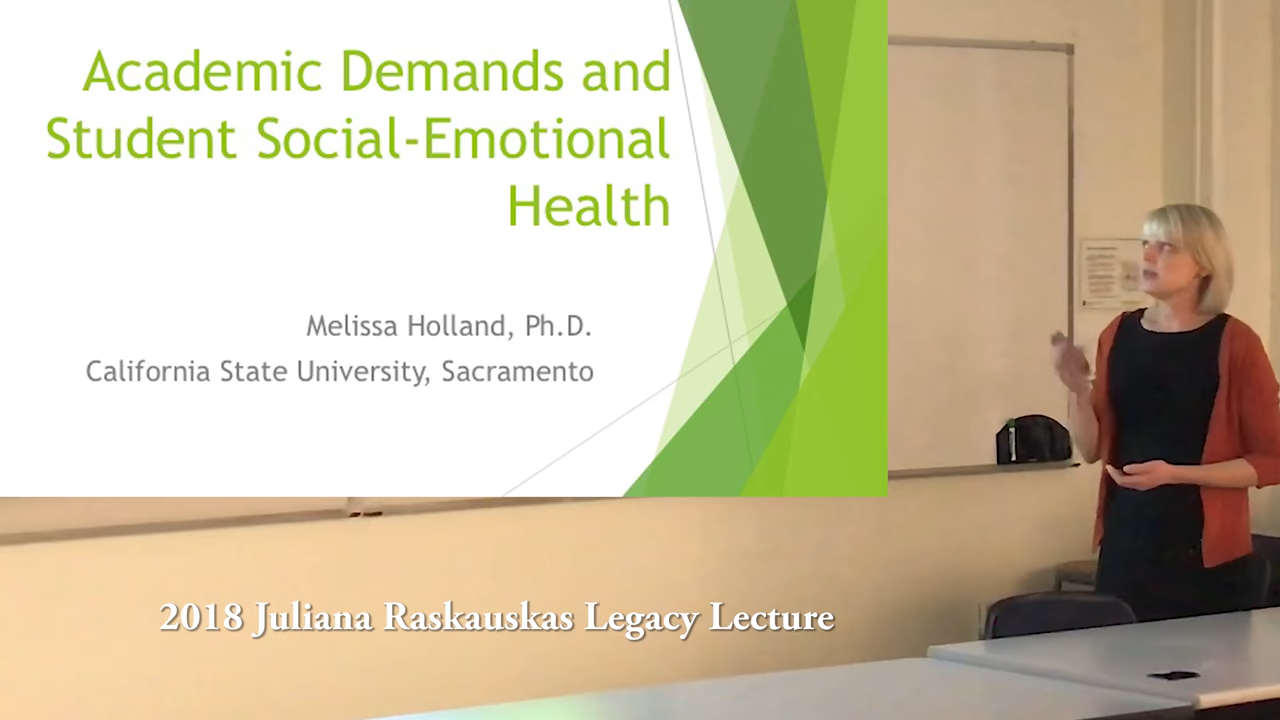 Academic Demands and
Student Social-Emotional
Health
Melissa Holland, Ph.D.
California State University, Sacramento
2018 Juliana Raskauskas Legacy Lecture